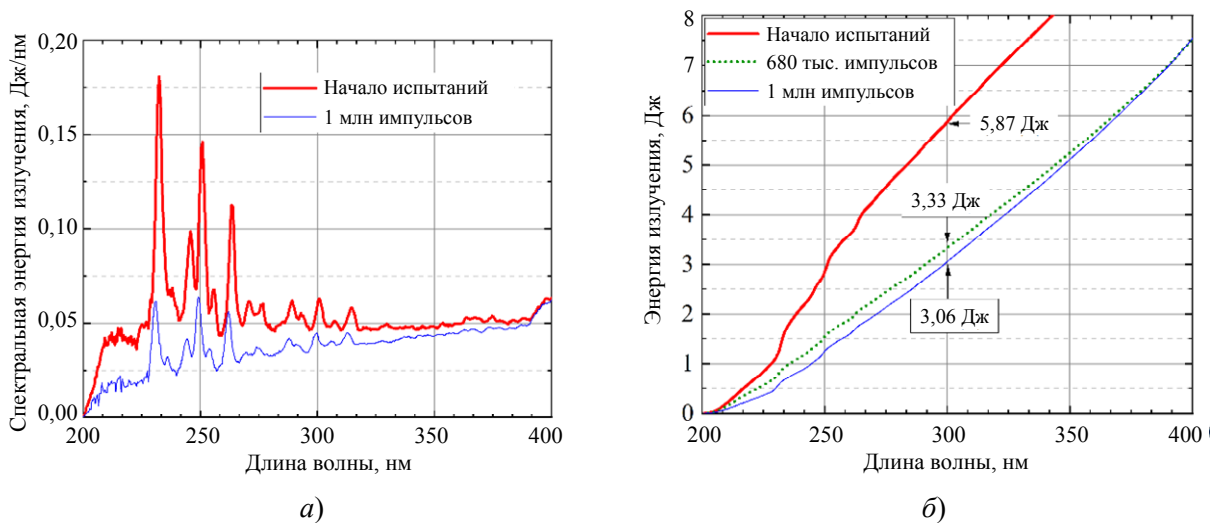 Спектральная энергия излучения, Дж/нм
0,20
0,15
0,10
0,05
0,00
Начало испытаний
1 млн импульсов
200 250 300 350 400
Длина волны, нм
а)
Энергия излучения, Дж
8
7
6
5
4
3
2
1
0
Начало испытаний
680 тыс. импульсов
1 млн импульсов
5,87 Дж
3,33 Дж
3,06 Дж
200 250 300 350 400
Длина волны, нм
б)